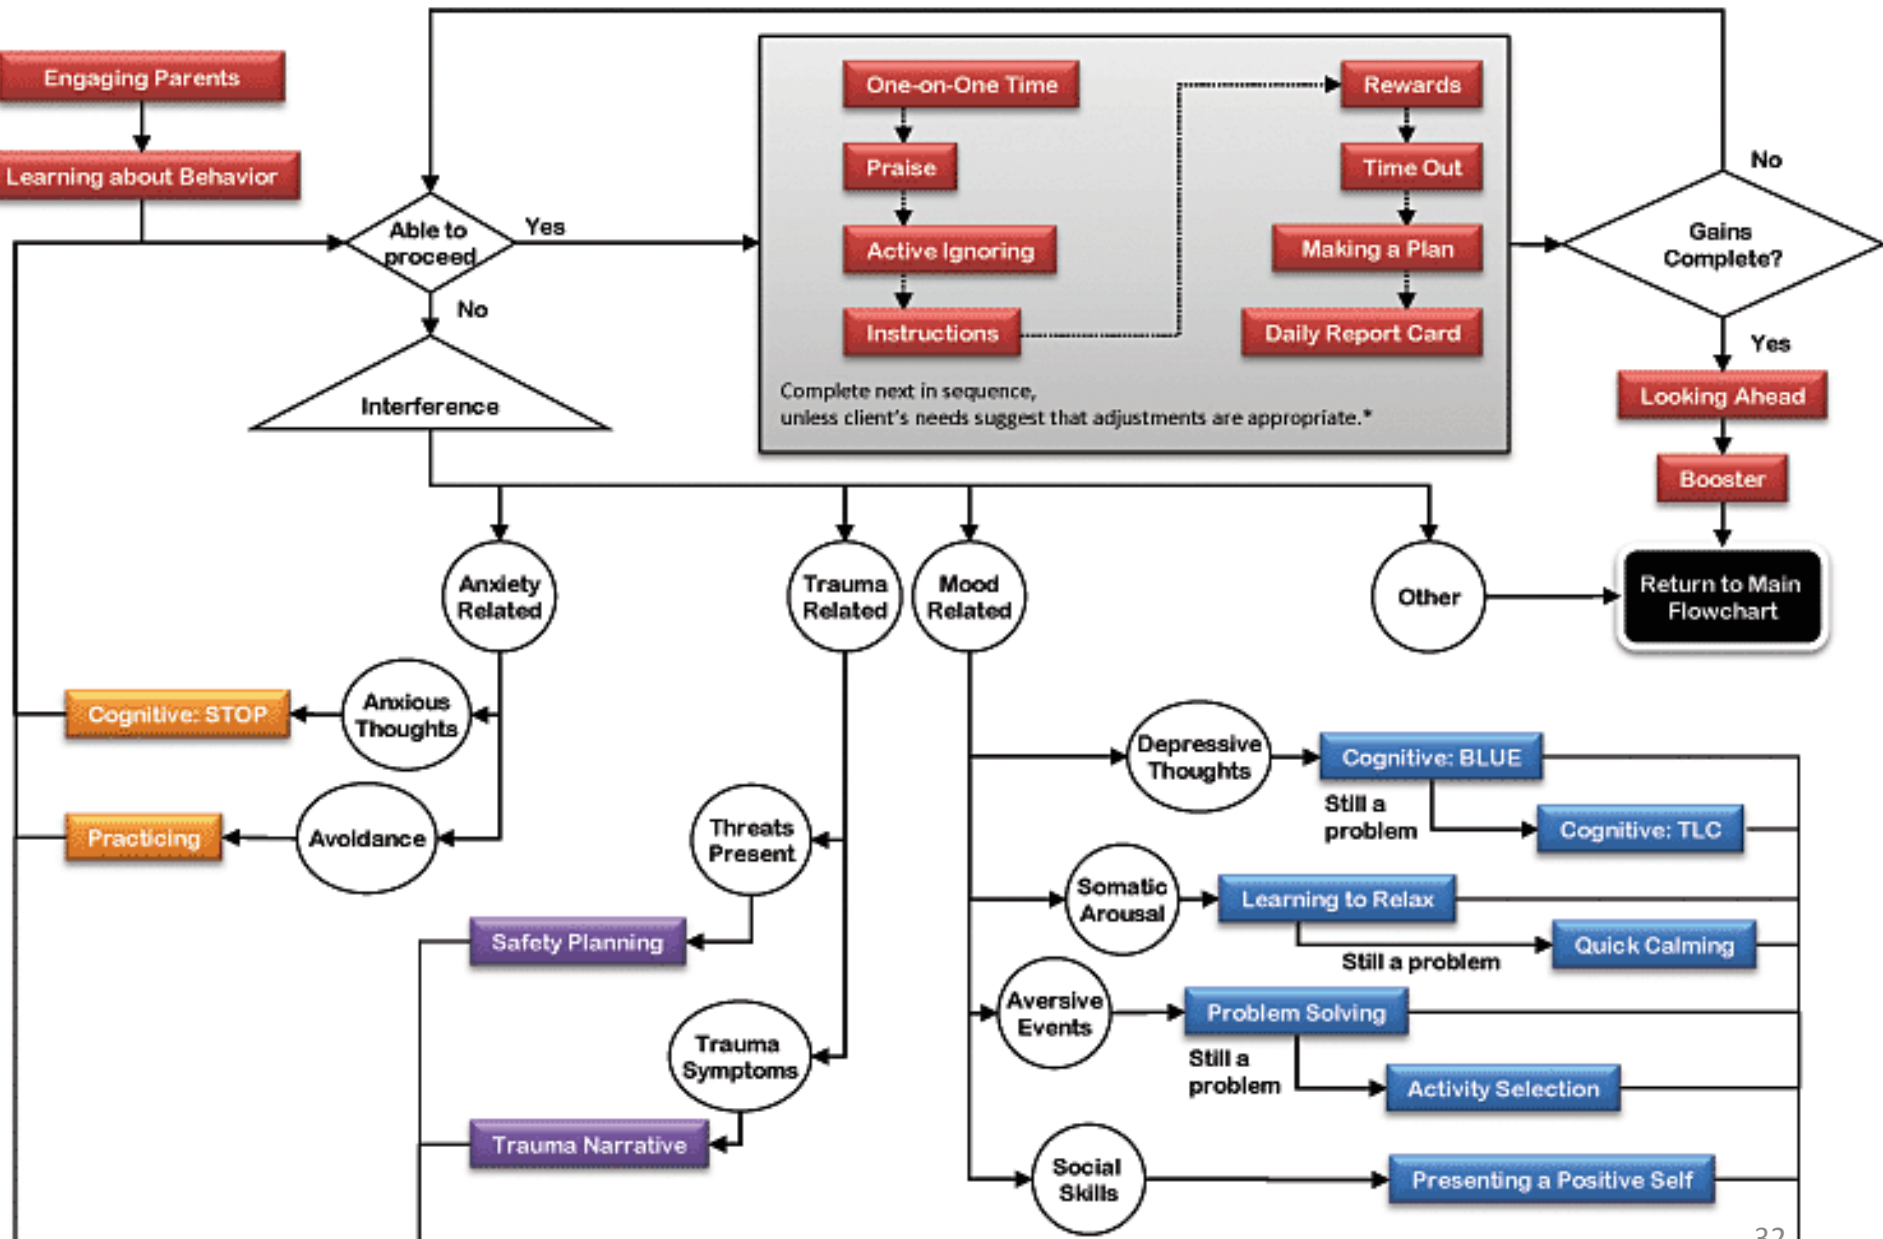 Engaging Parents
Learning about Behavior
Able to
proceed
Yes
No
Interference
One-on-One Time
Praise
Active Ignoring
Instructions
Rewards
Time Out
Making a Plan
Daily Report Card
Complete next in sequence,
unless client's needs suggest that adjustments are appropriate.*
No
Gains
Complete?
Yes
Looking Ahead
Booster
Return to Main
Flowchart
Anxiety
Related
Trauma
Related
Mood
Related
Other
Anxious
Thoughts
Cognitive: STOP
Avoidance
Practicing
Threats
Present
Safety Planning
Trauma
Symptoms
Trauma Narrative
Depressive
Thoughts
Cognitive: BLUE
Still a
problem
Cognitive: TLC
Somatic
Arousal
Learning to Relax
Still a problem
Quick Calming
Aversive
Events
Problem Solving
Still a
problem
Activity Selection
Social
Skills
Presenting a Positive Self
32